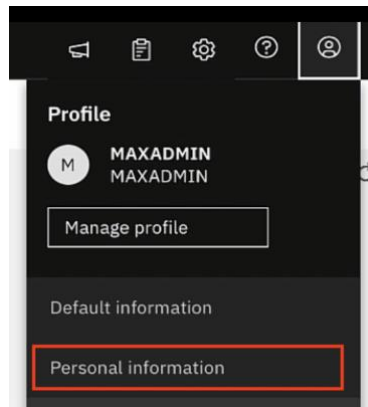 Profile
M
MAXADMIN
MAXADMIN
Manage profile
Default information
Personal information